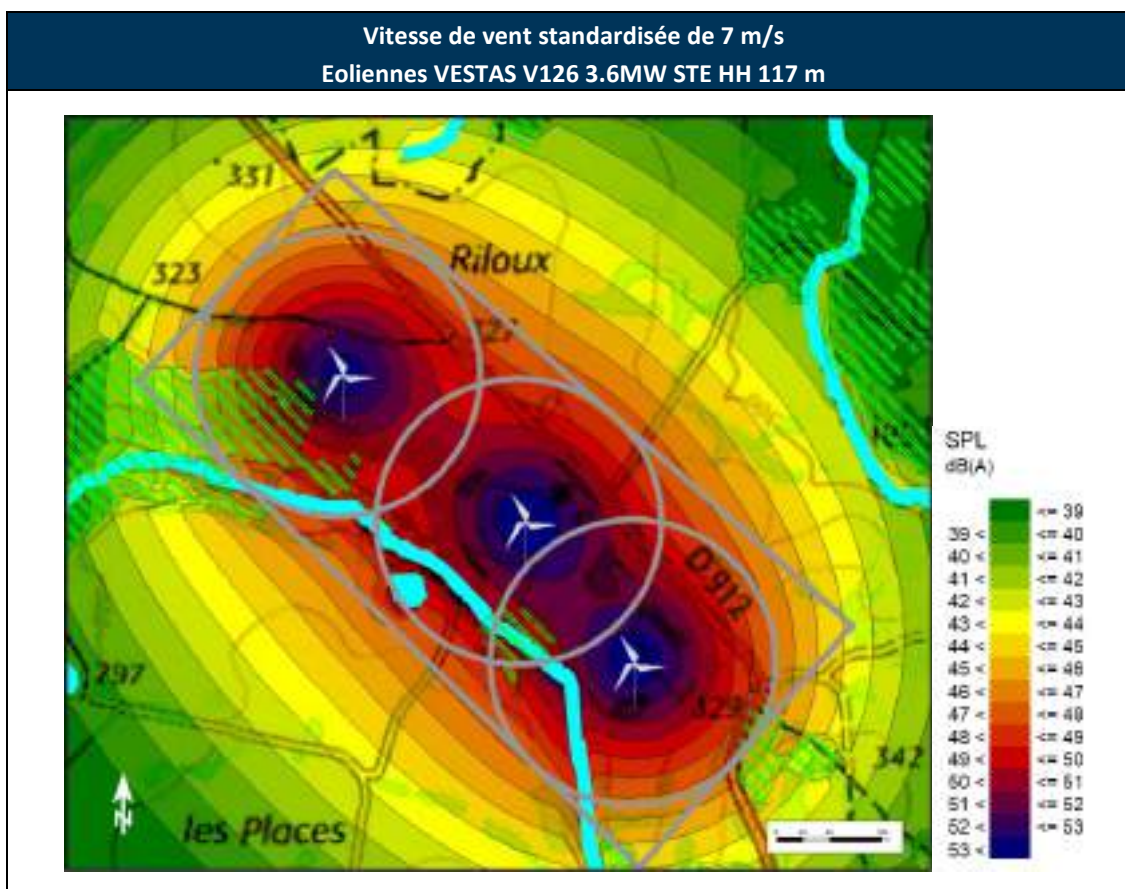 Vitesse de vent standardisée de 7 m/s
Eoliennes VESTAS V126 3.6MW STE HH 117 m
331
Riloux
323
D 912
329
297
342
les Places
N
SPL
dB(A)
<= 39
39 < <= 40
40 < <= 41
41 < <= 42
42 < <= 43
43 < <= 44
44 < <= 45
45 < <= 46
46 < <= 47
47 < <= 48
48 < <= 49
49 < <= 50
50 < <= 51
51 < <= 52
52 < <= 53
53 <